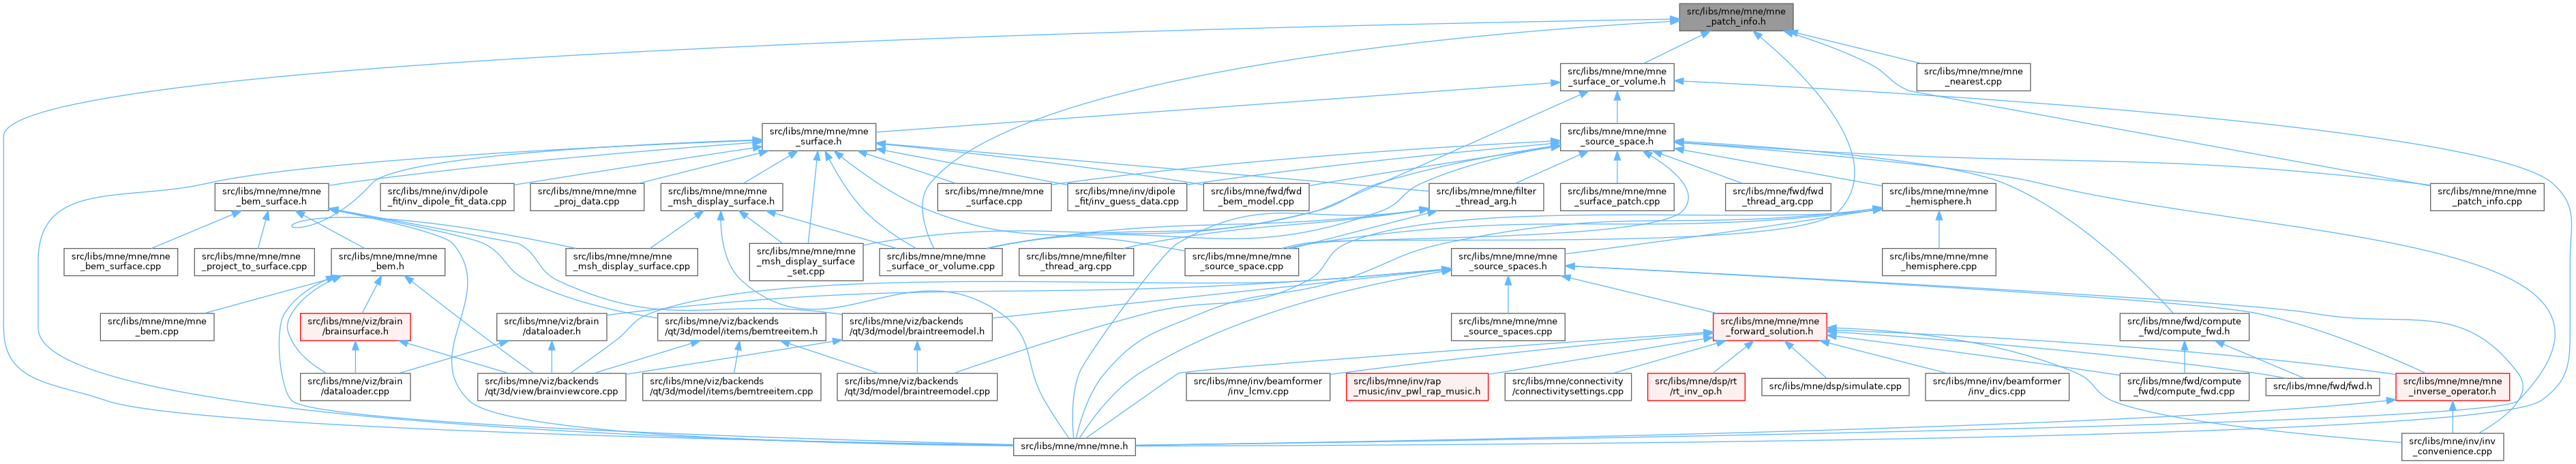 src/libs/mne/mne/mne
_patch_info.h
src/libs/mne/mne/mne
_surface_or_volume.h
src/libs/mne/mne/mne
_nearest.cpp
src/libs/mne/mne/mne
_surface.h
src/libs/mne/mne/mne
_source_space.h
src/libs/mne/mne/mne
_bem_surface.h
src/libs/mne/inv/dipole
_fit/inv_dipole_fit_data.cpp
src/libs/mne/mne/mne
_proj_data.cpp
src/libs/mne/mne/mne
_msh_display_surface.h
src/libs/mne/mne/mne
_surface.cpp
src/libs/mne/inv/dipole
_fit/inv_guess_data.cpp
src/libs/mne/fwd/fwd
_bem_model.cpp
src/libs/mne/mne/filter
_thread_arg.h
src/libs/mne/mne/mne
_surface_patch.cpp
src/libs/mne/fwd/fwd
_thread_arg.cpp
src/libs/mne/mne/mne
_hemisphere.h
src/libs/mne/mne/mne
_patch_info.cpp
src/libs/mne/mne/mne
_bem_surface.cpp
src/libs/mne/mne/mne
_project_to_surface.cpp
src/libs/mne/mne/mne
_bem.h
src/libs/mne/mne/mne
_msh_display_surface.cpp
src/libs/mne/mne/mne
_msh_display_surface
_set.cpp
src/libs/mne/mne/mne
_surface_or_volume.cpp
src/libs/mne/mne/filter
_thread_arg.cpp
src/libs/mne/mne/mne
_source_space.cpp
src/libs/mne/mne/mne
_source_spaces.h
src/libs/mne/mne/mne
_hemisphere.cpp
src/libs/mne/mne/mne
_bem.cpp
src/libs/mne/viz/brain
/brainsurface.h
src/libs/mne/viz/brain
/dataloader.h
src/libs/mne/viz/backends
/qt/3d/model/items/bemtreeitem.h
src/libs/mne/viz/backends
/qt/3d/model/braintreemodel.h
src/libs/mne/mne/mne
_source_spaces.cpp
src/libs/mne/mne/mne
_forward_solution.h
src/libs/mne/fwd/compute
_fwd/compute_fwd.h
src/libs/mne/viz/brain
/dataloader.cpp
src/libs/mne/viz/backends
/qt/3d/view/brainviewcore.cpp
src/libs/mne/viz/backends
/qt/3d/model/items/bemtreeitem.cpp
src/libs/mne/viz/backends
/qt/3d/model/braintreemodel.cpp
src/libs/mne/inv/beamformer
/inv_lcmv.cpp
src/libs/mne/inv/rap
_music/inv_pwl_rap_music.h
src/libs/mne/connectivity
/connectivitysettings.cpp
src/libs/mne/dsp/rt
/rt_inv_op.h
src/libs/mne/dsp/simulate.cpp
src/libs/mne/inv/beamformer
/inv_dics.cpp
src/libs/mne/fwd/compute
_fwd/compute_fwd.cpp
src/libs/mne/fwd/fwd.h
src/libs/mne/mne/mne
_inverse_operator.h
src/libs/mne/mne/mne.h
src/libs/mne/inv/inv
_convenience.cpp